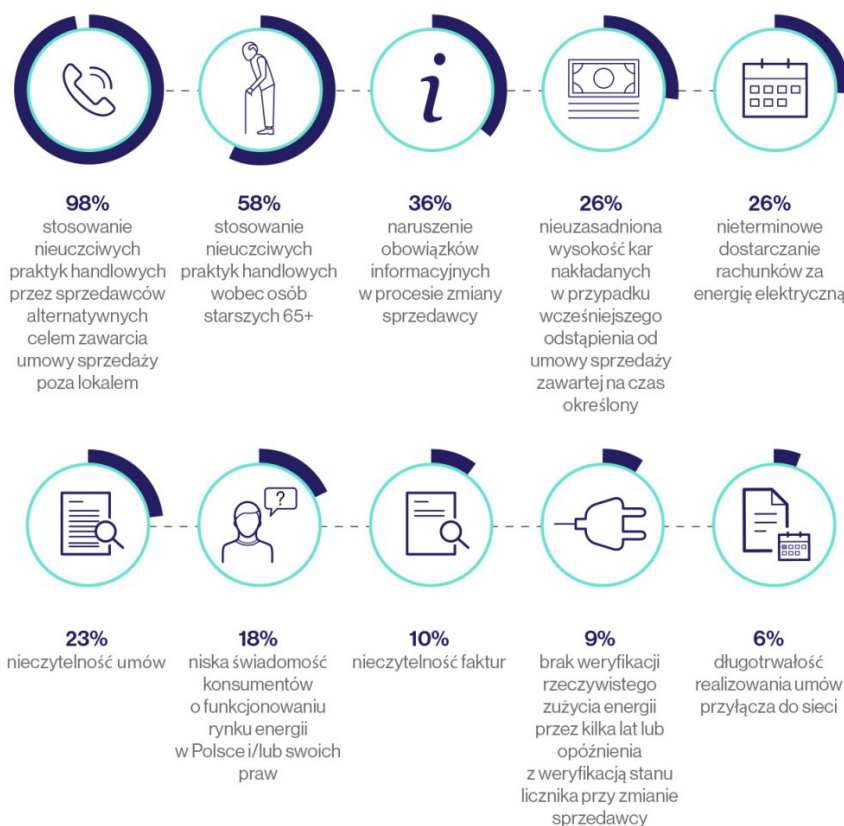 98%
stosowanie
nieuczciwych
praktyk handlowych
przez sprzedawców
alternatywnych
celem zawarcia
umowy sprzedaży
poza lokalem
58%
stosowanie
nieuczciwych
praktyk handlowych
wobec osób
starszych 65+
i
36%
naruszenie
obowiązków
informacyjnych
w procesie zmiany
sprzedawcy
26%
nieuzasadniona
wysokość kar
nakładanych
w przypadku
wcześniejszego
odstąpienia od
umowy sprzedaży
zawartej na czas
określony
26%
nieterminowe
dostarczanie
rachunków za
energię elektryczną
23%
nieczytelność umów
?
18%
niska świadomość
konsumentów
o funkcjonowaniu
rynku energii
w Polsce i/lub swoich
praw
10%
nieczytelność faktur
9%
brak weryfikacji
rzeczywistego
zużycia energii
przez kilka lat lub
opóźnienia
z weryfikacją stanu
licznika przy zmianie
sprzedawcy
6%
długotrwałość
realizowania umów
przyłącza do sieci